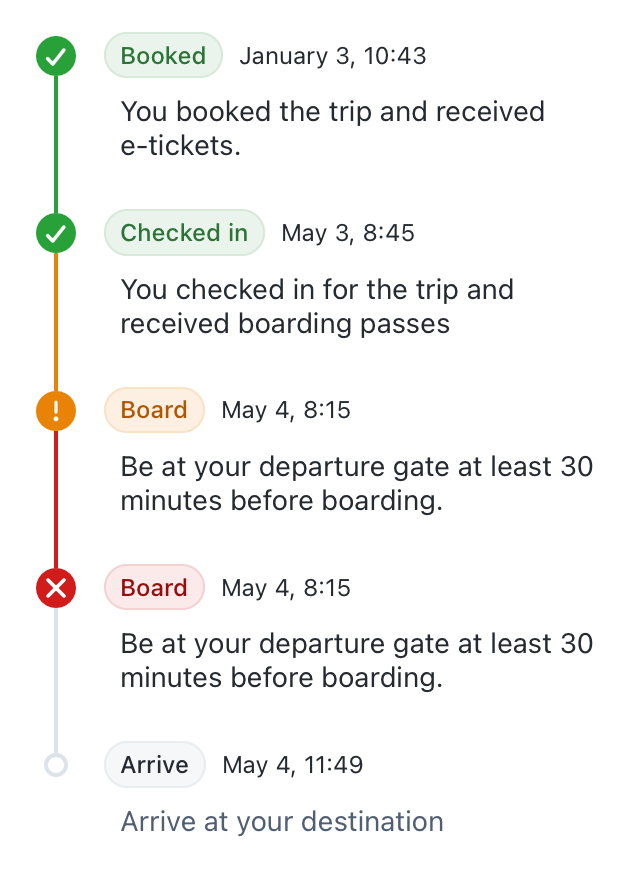 Booked January 3, 10:43
You booked the trip and received
e-tickets.
Checked in May 3, 8:45
You checked in for the trip and
received boarding passes
Board May 4, 8:15
Be at your departure gate at least 30
minutes before boarding.
Board May 4, 8:15
Be at your departure gate at least 30
minutes before boarding.
Arrive May 4, 11:49
Arrive at your destination